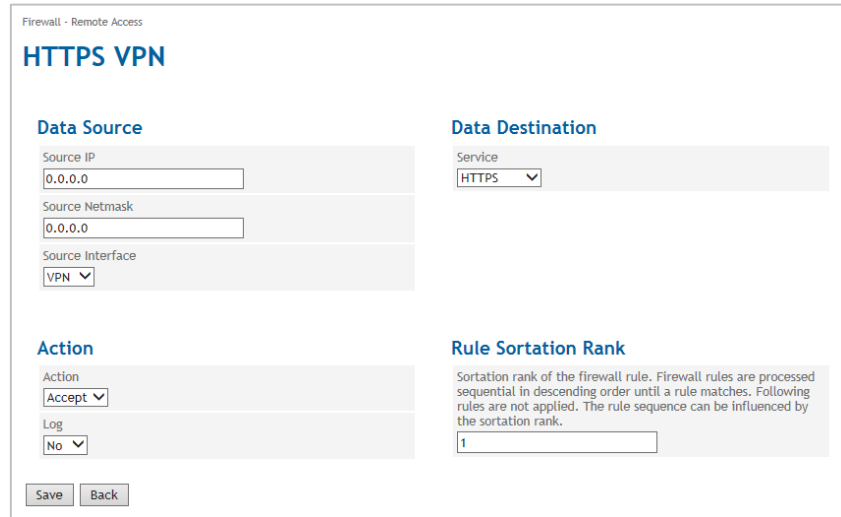 Firewall - Remote Access
HTTPS VPN
Data Source
Source IP
0.0.0.0
Source Netmask
0.0.0.0
Source Interface
VPN
Data Destination
Service
HTTPS
Action
Action
Accept
Log
No
Rule Sortation Rank
Sortation rank of the firewall rule. Firewall rules are processed
sequential in descending order until a rule matches. Following
rules are not applied. The rule sequence can be influenced by
the sortation rank.
1
Save
Back